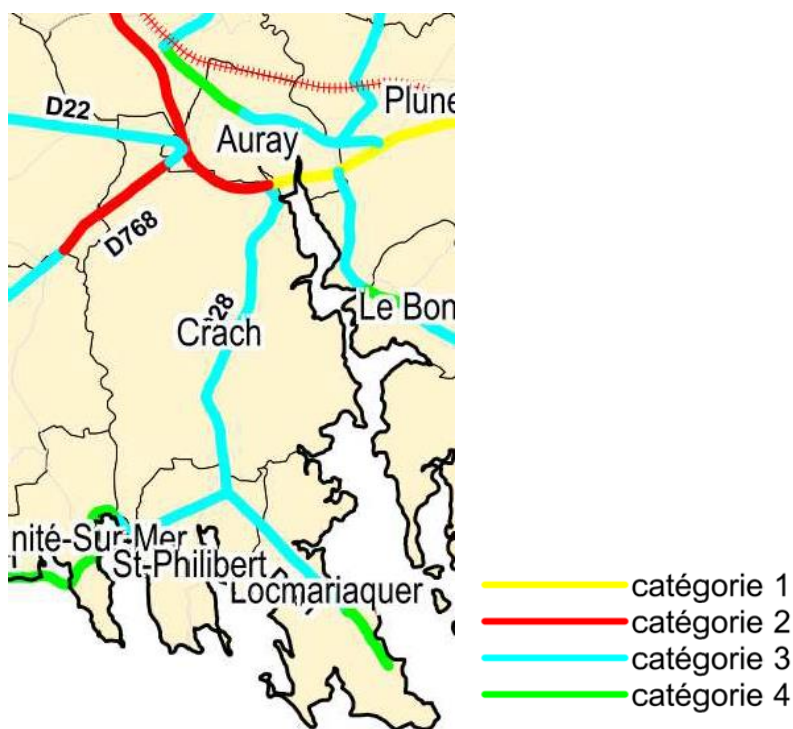 D22
Plune
Auray
D768
28
Le Bon
Crach
nité-Sur-Mer
St-Philibert
Locmariaquer
catégorie 1
catégorie 2
catégorie 3
catégorie 4